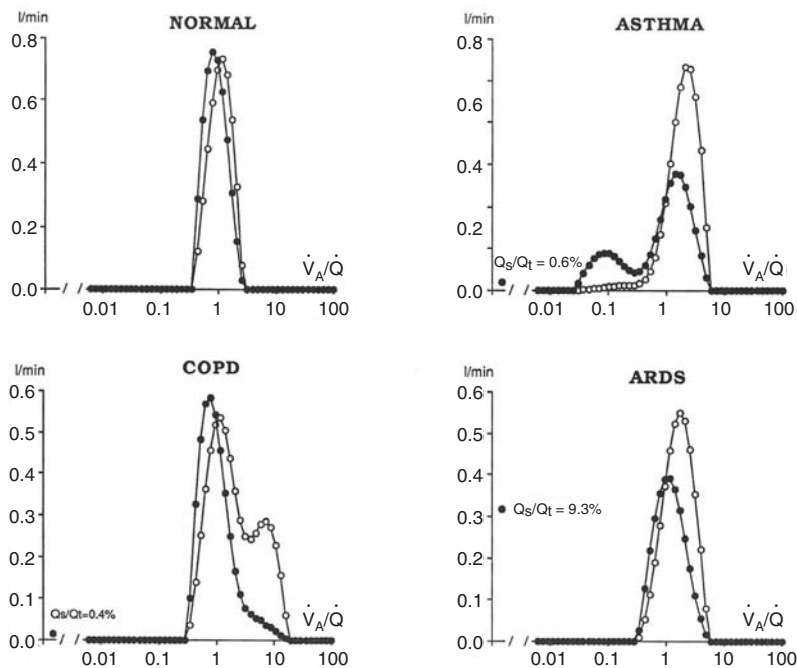 l/min
NORMAL
0.8
0.6
0.4
0.2
0.0
V̇A/Q̇
0.01
0.1
1
10
100
l/min
ASTHMA
0.8
0.6
0.4
0.2
0.0
Qs/Qt = 0.6%
V̇A/Q̇
0.01
0.1
1
10
100
l/min
COPD
0.6
0.5
0.4
0.3
0.2
0.1
0.0
Qs/Qt=0.4%
V̇A/Q̇
0.01
0.1
1
10
100
l/min
ARDS
0.6
0.5
0.4
0.3
0.2
0.1
0.0
Qs/Qt = 9.3%
V̇A/Q̇
0.01
0.1
1
10
100